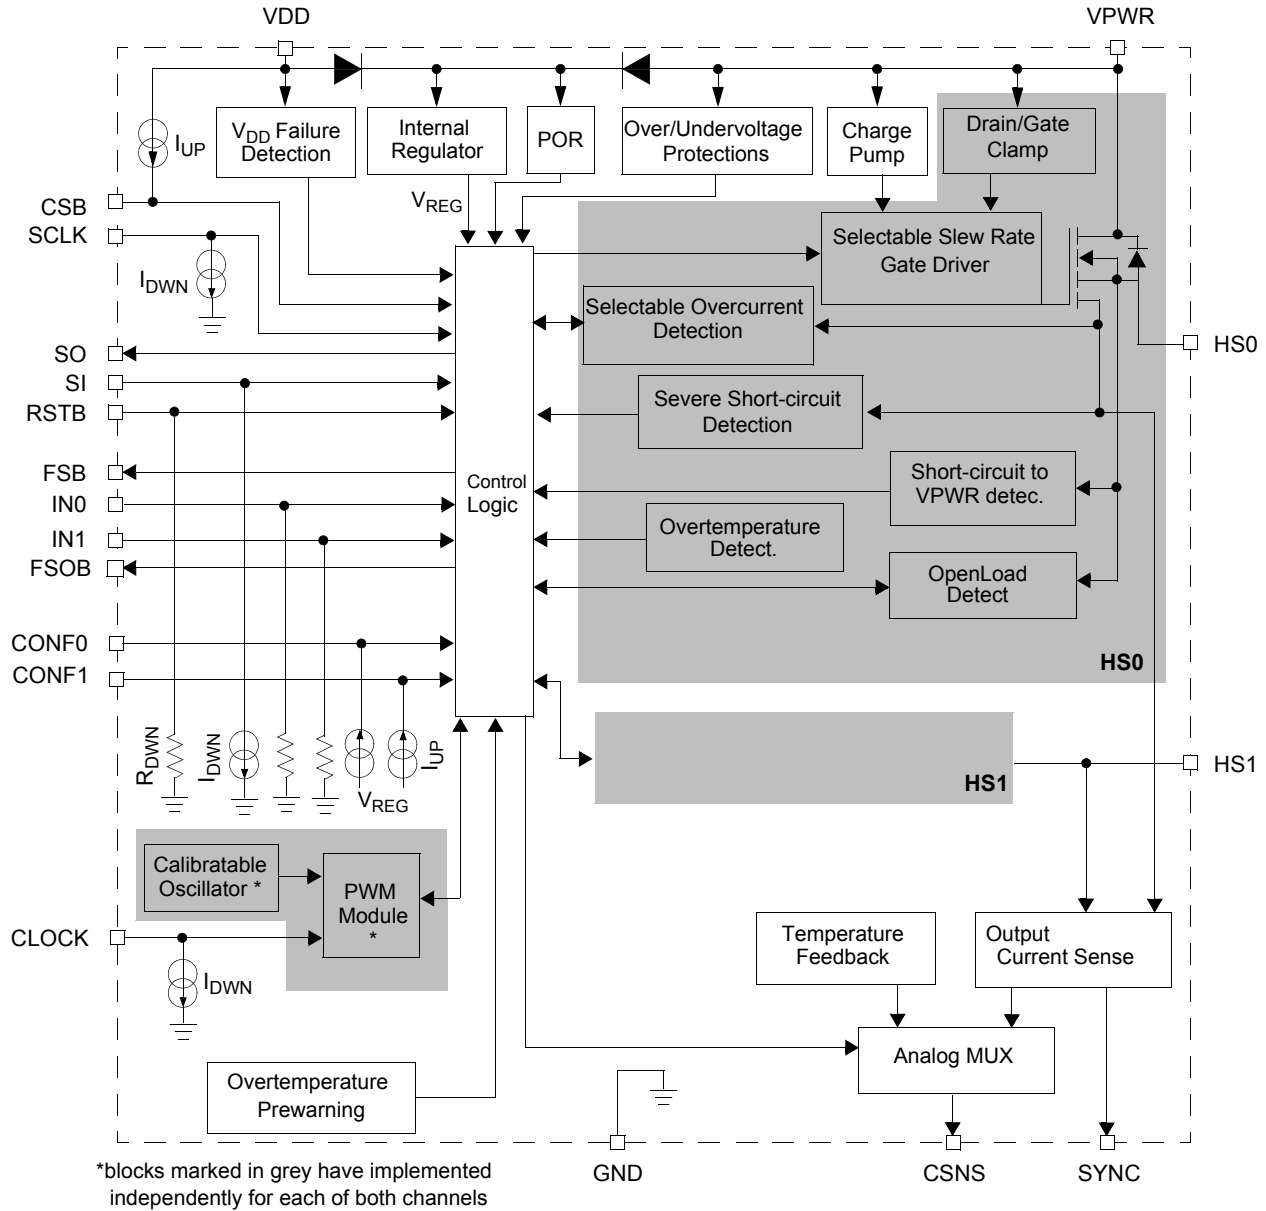 VDD
VPWR
IUP
VDD Failure
Detection
Internal
Regulator
POR
Over/Undervoltage
Protections
Charge
Pump
Drain/Gate
Clamp
VREG
CSB
SCLK
IDWN
Selectable Slew Rate
Gate Driver
Selectable Overcurrent
Detection
HS0
SO
SI
RSTB
Severe Short-circuit
Detection
FSB
IN0
IN1
FSOB
Control
Logic
Short-circuit to
VPWR detec.
Overtemperature
Detect.
OpenLoad
Detect
CONF0
CONF1
HS0
RDWN
IDWN
VREG
IUP
HS1
HS1
Calibratable
Oscillator *
PWM
Module
*
CLOCK
IDWN
Temperature
Feedback
Output
Current Sense
Analog MUX
Overtemperature
Prewarning
GND
CSNS
SYNC
*blocks marked in grey have implemented
independently for each of both channels